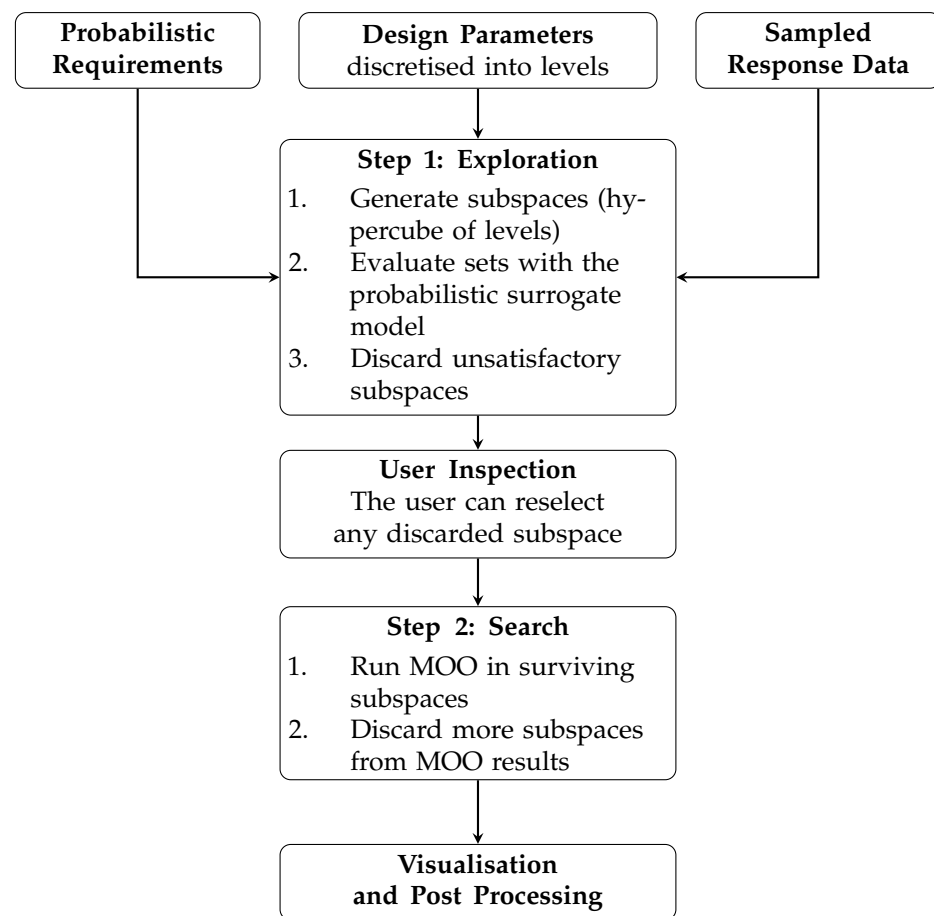 Probabilistic
Requirements
Design Parameters
discretised into levels
Sampled
Response Data
Step 1: Exploration
1. Generate subspaces (hy-
percube of levels)
2. Evaluate sets with the
probabilistic surrogate
model
3. Discard unsatisfactory
subspaces
User Inspection
The user can reselect
any discarded subspace
Step 2: Search
1. Run MOO in surviving
subspaces
2. Discard more subspaces
from MOO results
Visualisation
and Post Processing